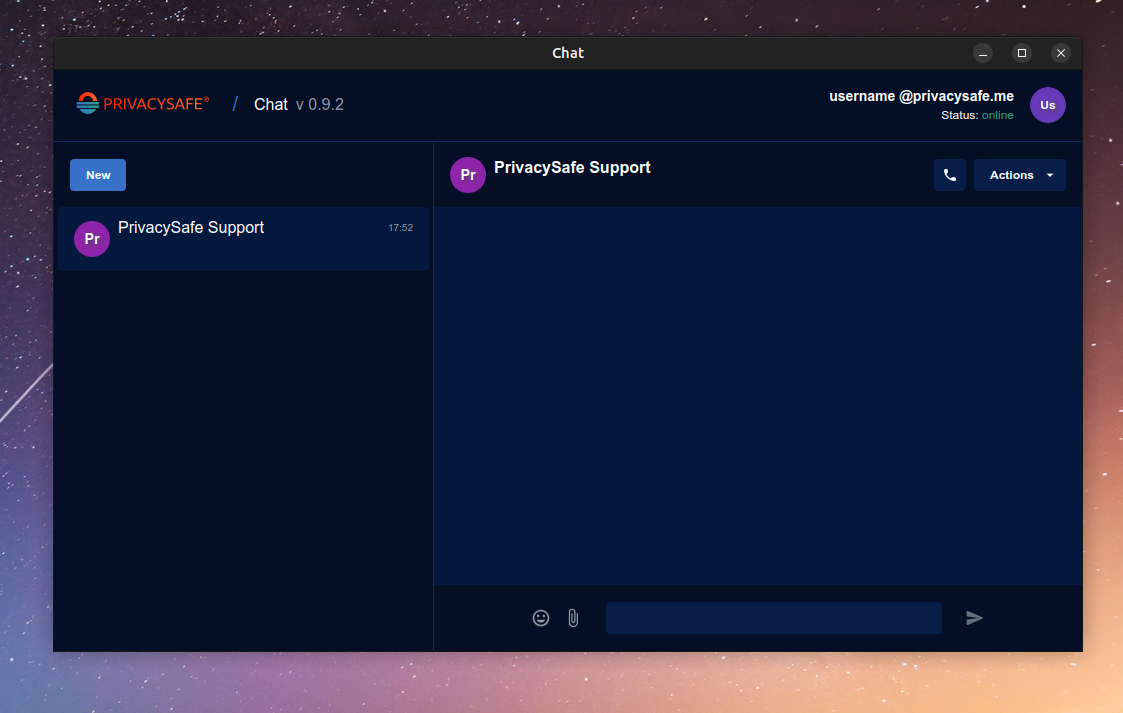 Chat
PRIVACYSAFE® / Chat v 0.9.2
username @privacysafe.me
Status: online
Us
New
Pr PrivacySafe Support 17:52
Pr PrivacySafe Support
Actions